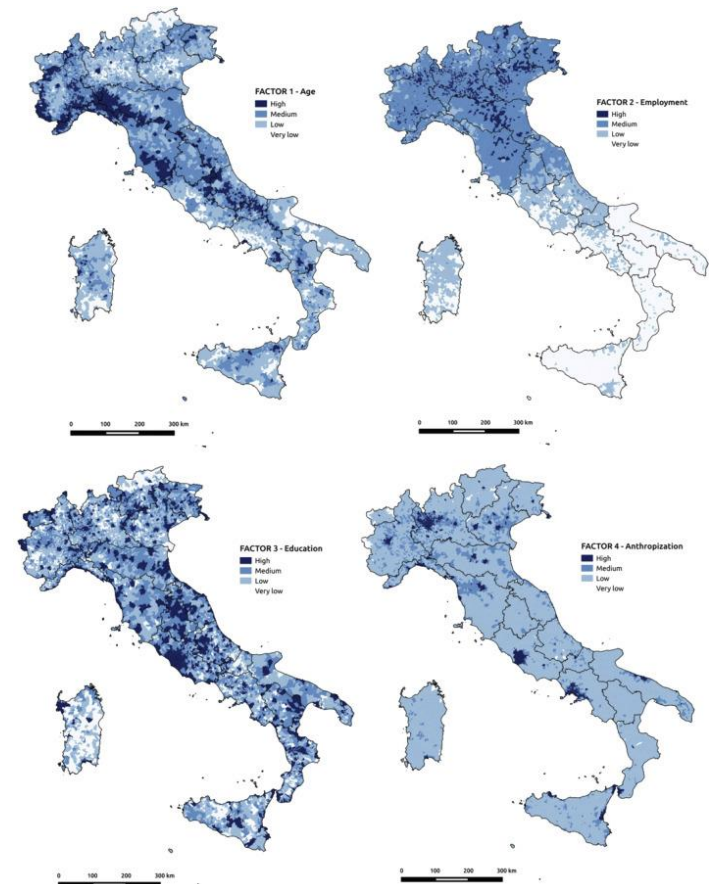 FACTOR 1 - Age
High
Medium
Low
Very low
0 100 200 300 km
FACTOR 2 - Employment
High
Medium
Low
Very low
0 100 200 300 km
FACTOR 3 - Education
High
Medium
Low
Very low
0 100 200 300 km
FACTOR 4 - Anthropization
High
Medium
Low
Very low
0 100 200 300 km